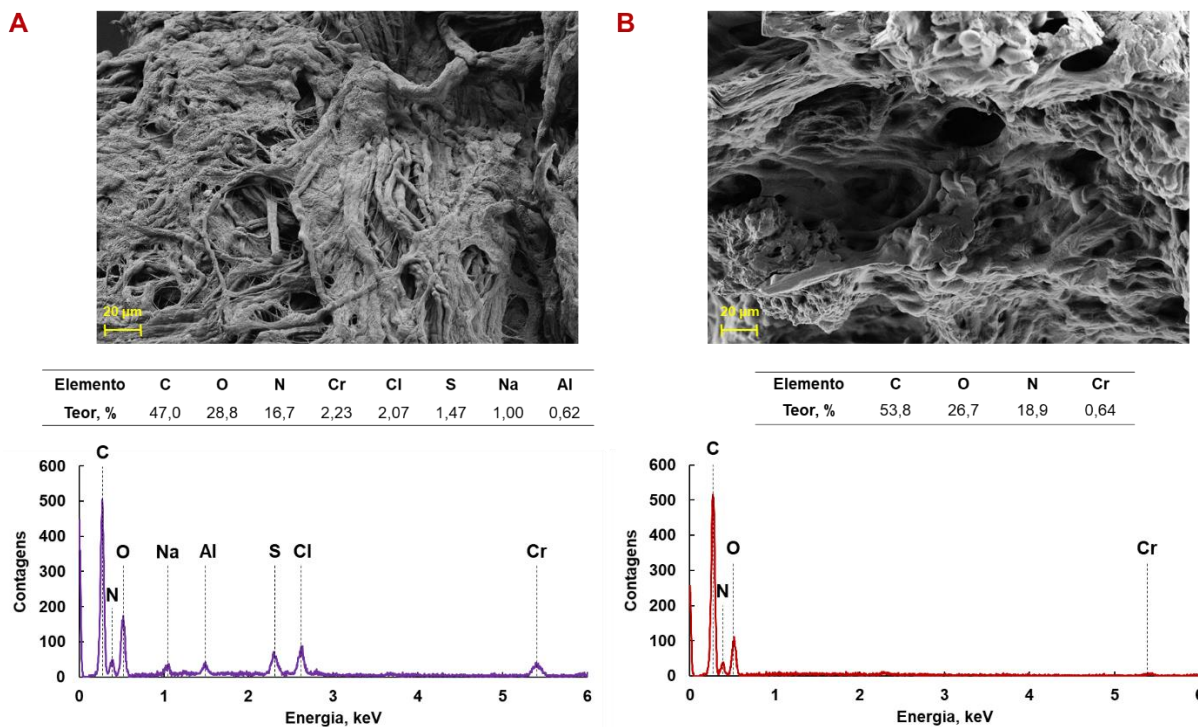 A
B
20 µm
20 µm
Elemento C O N Cr Cl S Na Al
Teor, % 47,0 28,8 16,7 2,23 2,07 1,47 1,00 0,62
Elemento C O N Cr
Teor, % 53,8 26,7 18,9 0,64
C
N
O
Na
Al
S
Cl
Cr
600
500
400
300
200
100
0
Contagens
0 1 2 3 4 5 6
Energia, keV
C
N
O
Cr
600
500
400
300
200
100
0
Contagens
0 1 2 3 4 5 6
Energia, keV